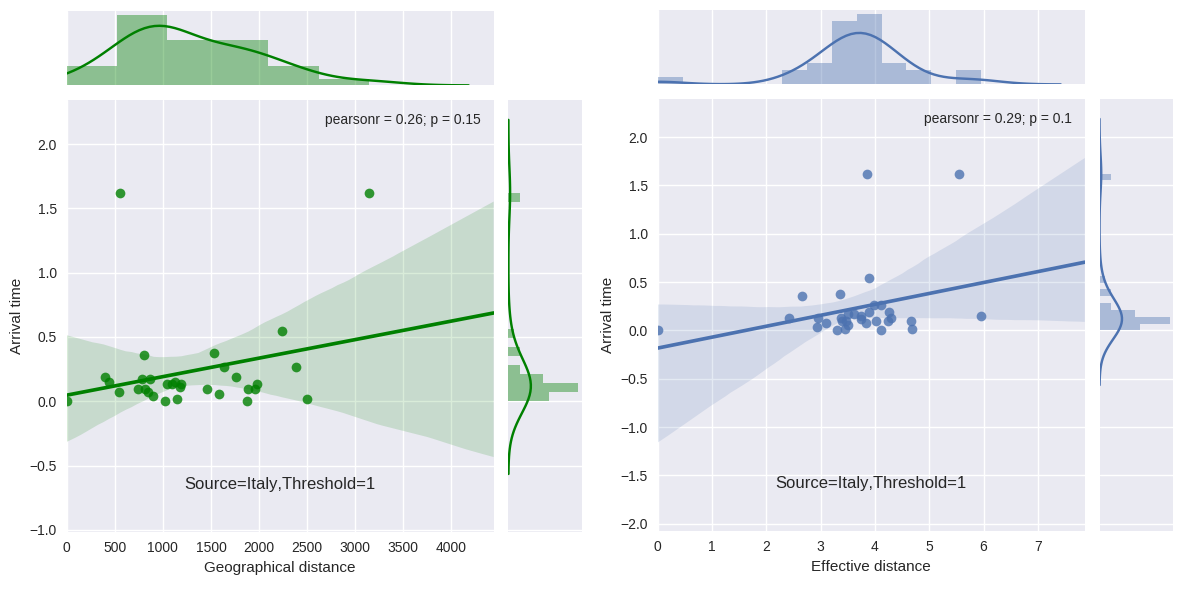 pearsonr = 0.26; p = 0.15
2.0
1.5
1.0
0.5
0.0
−0.5
−1.0
Arrival time
Source=Italy,Threshold=1
0 500 1000 1500 2000 2500 3000 3500 4000
Geographical distance
pearsonr = 0.29; p = 0.1
2.0
1.5
1.0
0.5
0.0
−0.5
−1.0
−1.5
−2.0
Arrival time
Source=Italy,Threshold=1
0 1 2 3 4 5 6 7
Effective distance